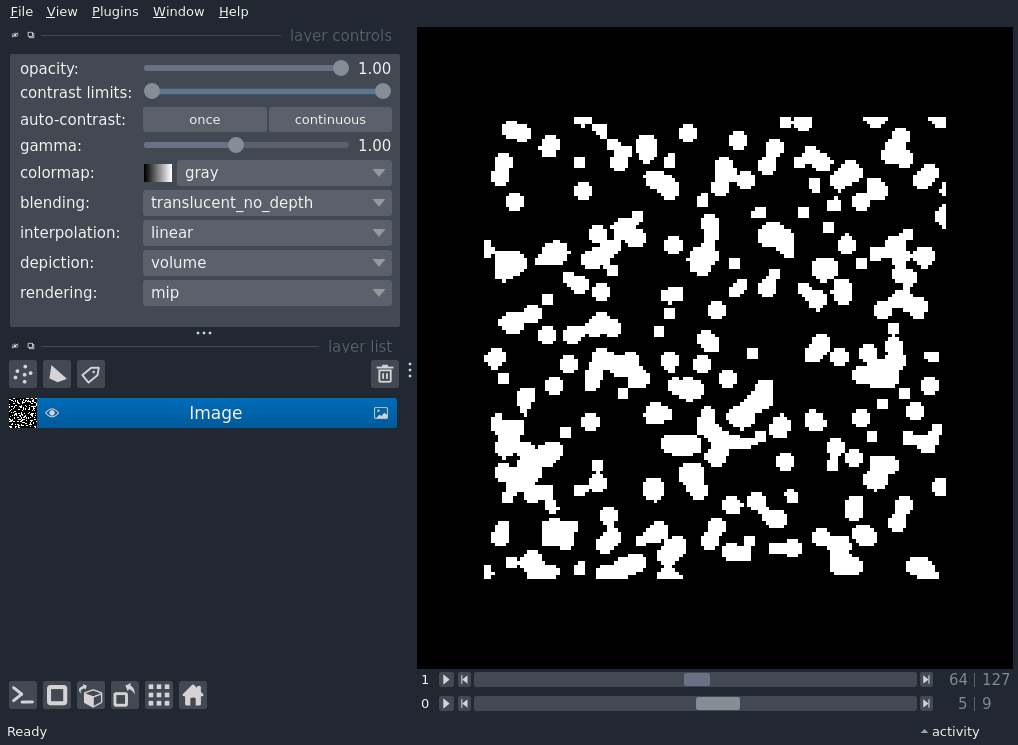 File View Plugins Window Help
layer controls
opacity: 1.00
contrast limits:
auto-contrast: once continuous
gamma: 1.00
colormap: gray
blending: translucent_no_depth
interpolation: linear
depiction: volume
rendering: mip
layer list
Image
1 64 | 127
0 5 | 9
Ready activity